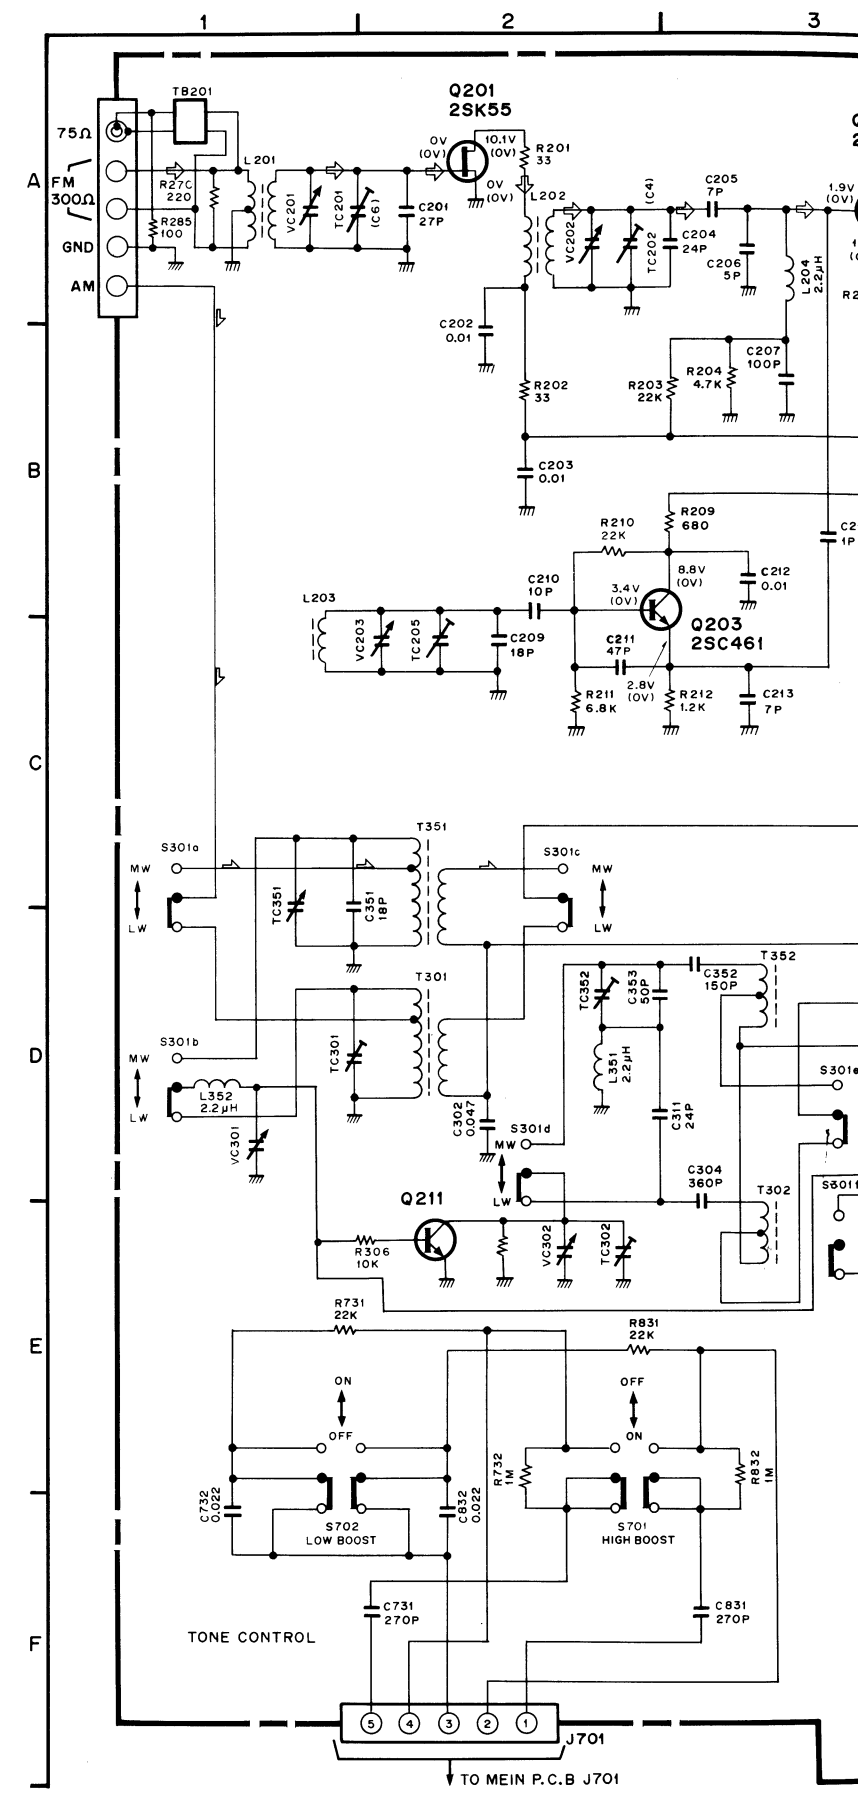 1
2
3
Q201
2SK55
TB201
75Ω
A
FM
300Ω
L201
R27C
220
R285
100
GND
AM
VC201
TC201
(C6)
C201
27P
0V
(0V)
10.1V
(0V)
0V
(0V)
R201
33
L202
VC202
TC202
(C4)
C204
24P
C205
7P
C206
5P
L204
2.2μH
1.9V
(0V)
C202
0.01
R202
33
R203
22K
R204
4.7K
C207
100P
B
C203
0.01
R209
680
R210
22K
8.8V
(0V)
C212
0.01
1P
C210
10P
3.4V
(0V)
L203
VC203
TC205
C209
18P
Q203
2SC461
C211
47P
2.8V
(0V)
R211
6.8K
R212
1.2K
C213
7P
C
T351
S301a
MW
LW
TC351
C351
18P
S301c
MW
LW
T301
TC301
D
S301b
MW
LW
L352
2.2μH
VC301
C302
0.047
TC352
C353
50P
C352
150P
T352
L351
2.2μH
C311
24P
S301e
S301d
MW
LW
C304
360P
T302
S301f
Q211
R306
10K
VC302
TC302
E
R731
22K
R831
22K
ON
OFF
OFF
ON
R732
1M
R832
1M
C732
0.022
C832
0.022
S702
LOW BOOST
S701
HIGH BOOST
F
C731
270P
C831
270P
TONE CONTROL
5
4
3
2
1
J701
TO MEIN P.C.B J701